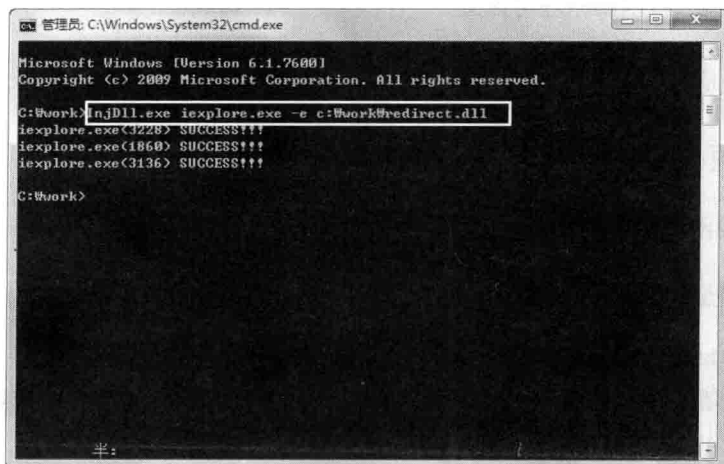 管理员: C:\Windows\System32\cmd.exe
Microsoft Windows [Version 6.1.7600]
Copyright (c) 2009 Microsoft Corporation. All rights reserved.
C:₩work>InjDll.exe iexplore.exe -e c:₩work₩redirect.dll
iexplore.exe(3228) SUCCESS!!!
iexplore.exe(1860) SUCCESS!!!
iexplore.exe(3136) SUCCESS!!!
C:₩work>
半: